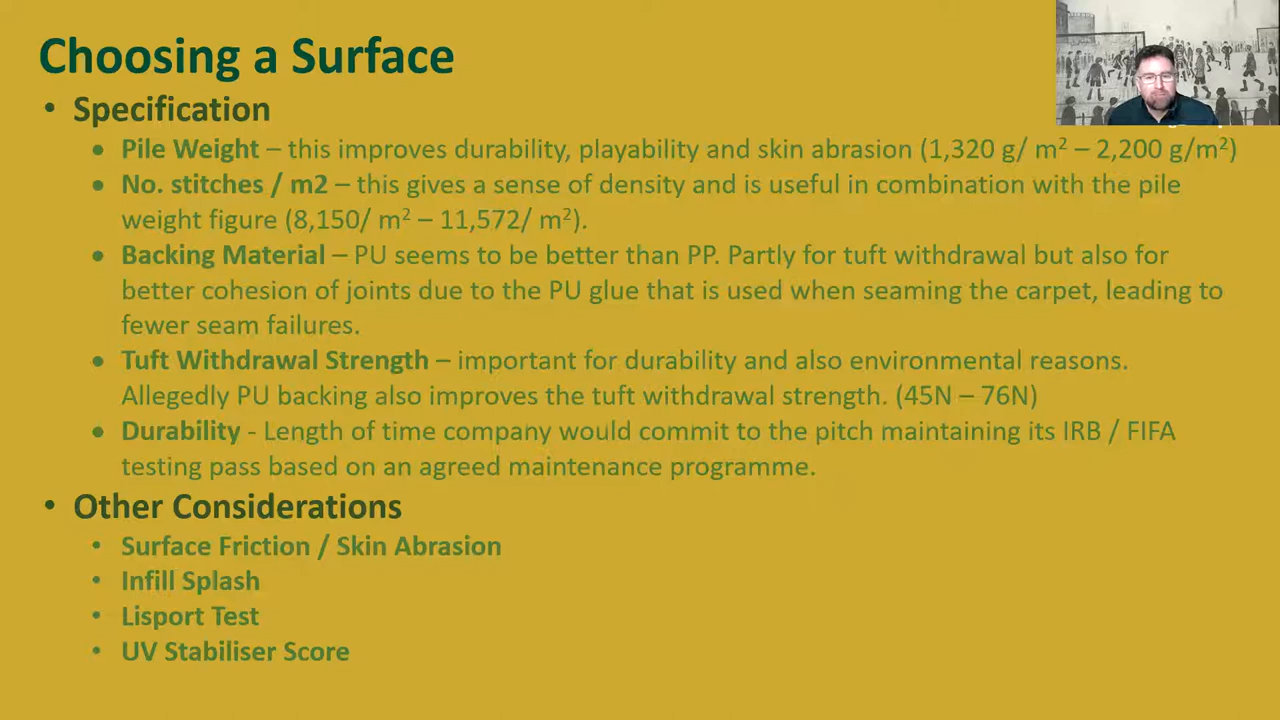 Choosing a Surface
• Specification
• Pile Weight – this improves durability, playability and skin abrasion (1,320 g/ m² – 2,200 g/m²)
• No. stitches / m2 – this gives a sense of density and is useful in combination with the pile
weight figure (8,150/ m² – 11,572/ m²).
• Backing Material – PU seems to be better than PP. Partly for tuft withdrawal but also for
better cohesion of joints due to the PU glue that is used when seaming the carpet, leading to
fewer seam failures.
• Tuft Withdrawal Strength – important for durability and also environmental reasons.
Allegedly PU backing also improves the tuft withdrawal strength. (45N – 76N)
• Durability - Length of time company would commit to the pitch maintaining its IRB / FIFA
testing pass based on an agreed maintenance programme.
• Other Considerations
• Surface Friction / Skin Abrasion
• Infill Splash
• Lisport Test
• UV Stabiliser Score